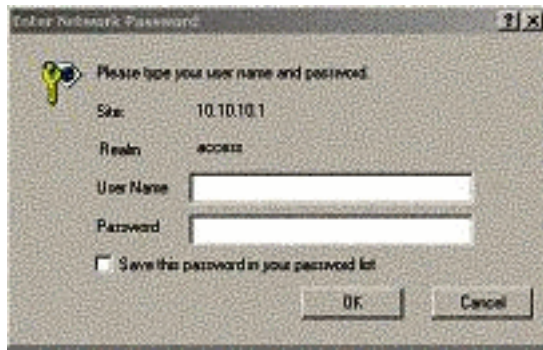 Enter Network Password
Please type your user name and password.
Site: 10.10.10.1
Realm access
User Name
Password
Save this password in your password list
OK Cancel